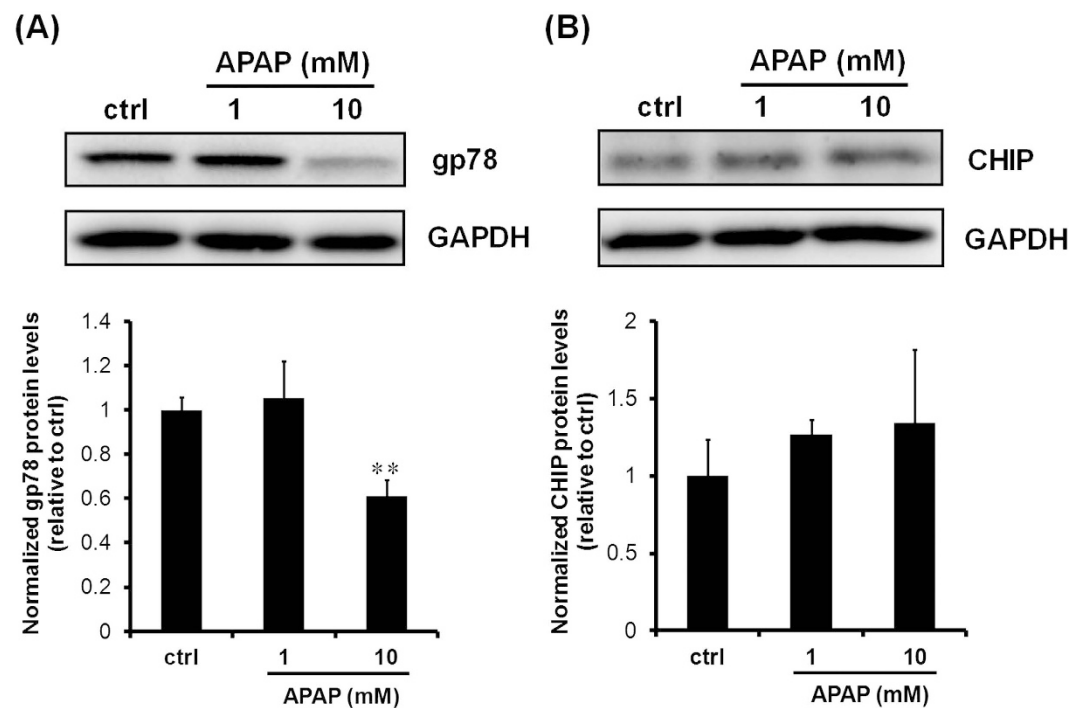 (A)
APAP (mM)
ctrl 1 10
gp78
GAPDH
Normalized gp78 protein levels
(relative to ctrl)
1.4
1.2
1
0.8
0.6
0.4
0.2
0
**
ctrl 1 10
APAP (mM)
(B)
APAP (mM)
ctrl 1 10
CHIP
GAPDH
Normalized CHIP protein levels
(relative to ctrl)
2
1.5
1
0.5
0
ctrl 1 10
APAP (mM)